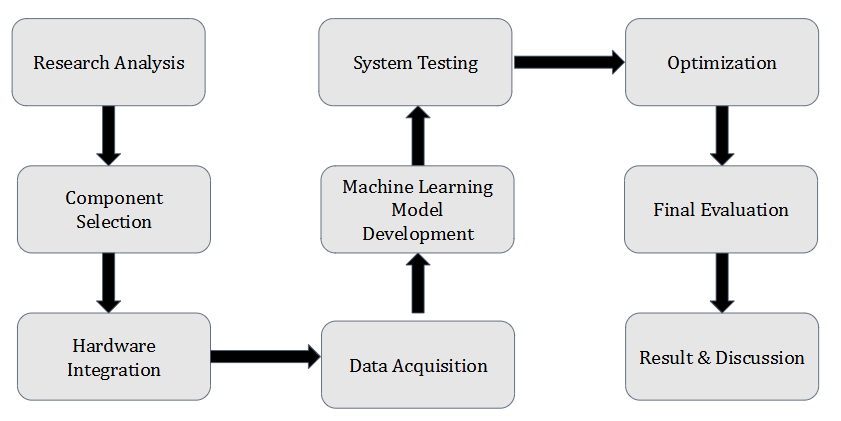 Research Analysis
Component
Selection
Hardware
Integration
Data Acquisition
Machine Learning
Model
Development
System Testing
Optimization
Final Evaluation
Result & Discussion